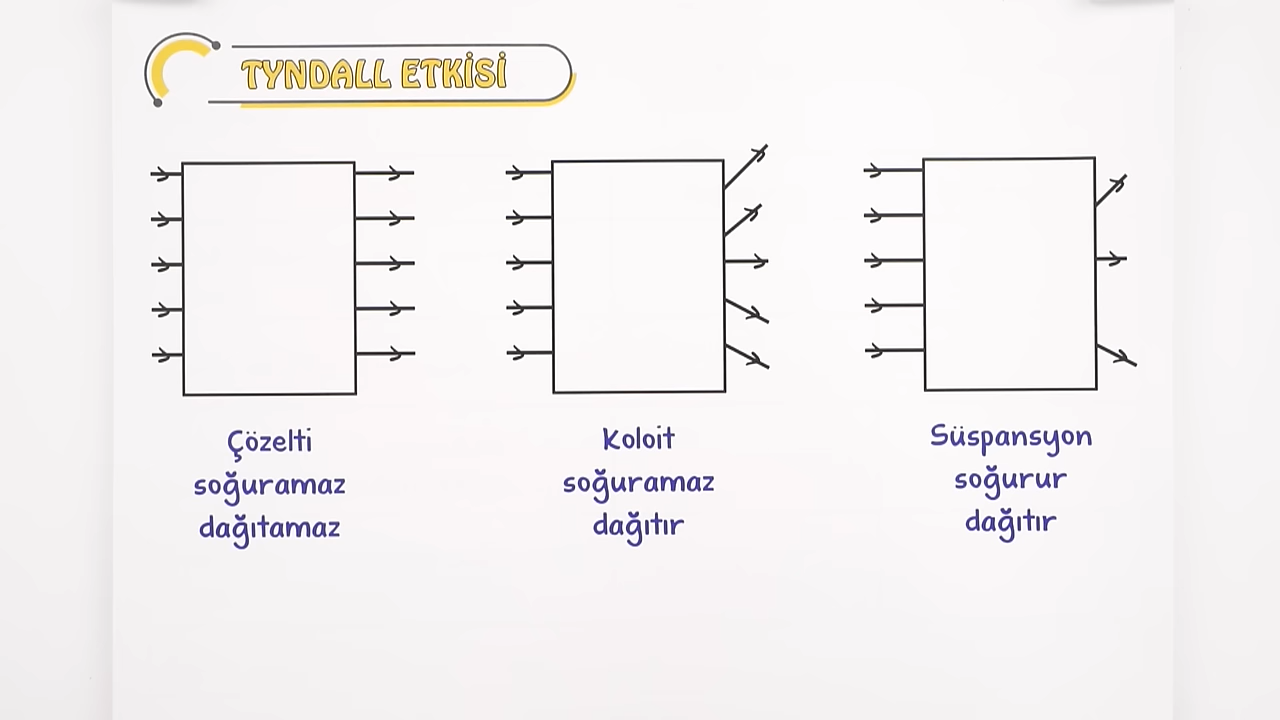 TYNDALL ETKİSİ
Çözelti
soğuramaz
dağıtamaz
Koloit
soğuramaz
dağıtır
Süspansyon
soğurur
dağıtır